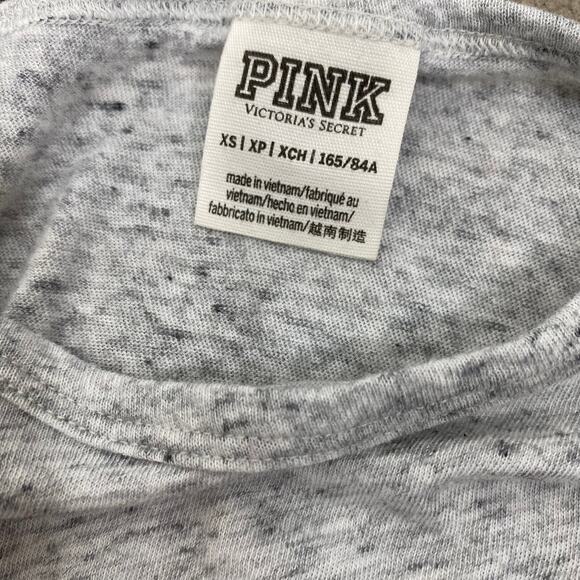 PINK
VICTORIA'S SECRET
XS | XP | XCH | 165/84A
made in vietnam/fabriqué au
vietnam/hecho en vietnam/
fabbricato in vietnam/越南制造